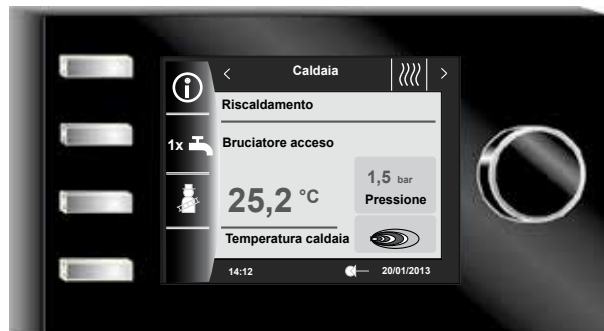 Caldaia
Riscaldamento
1x
Bruciatore acceso
25,2 °C
1,5 bar
Pressione
Temperatura caldaia
14:12
20/01/2013